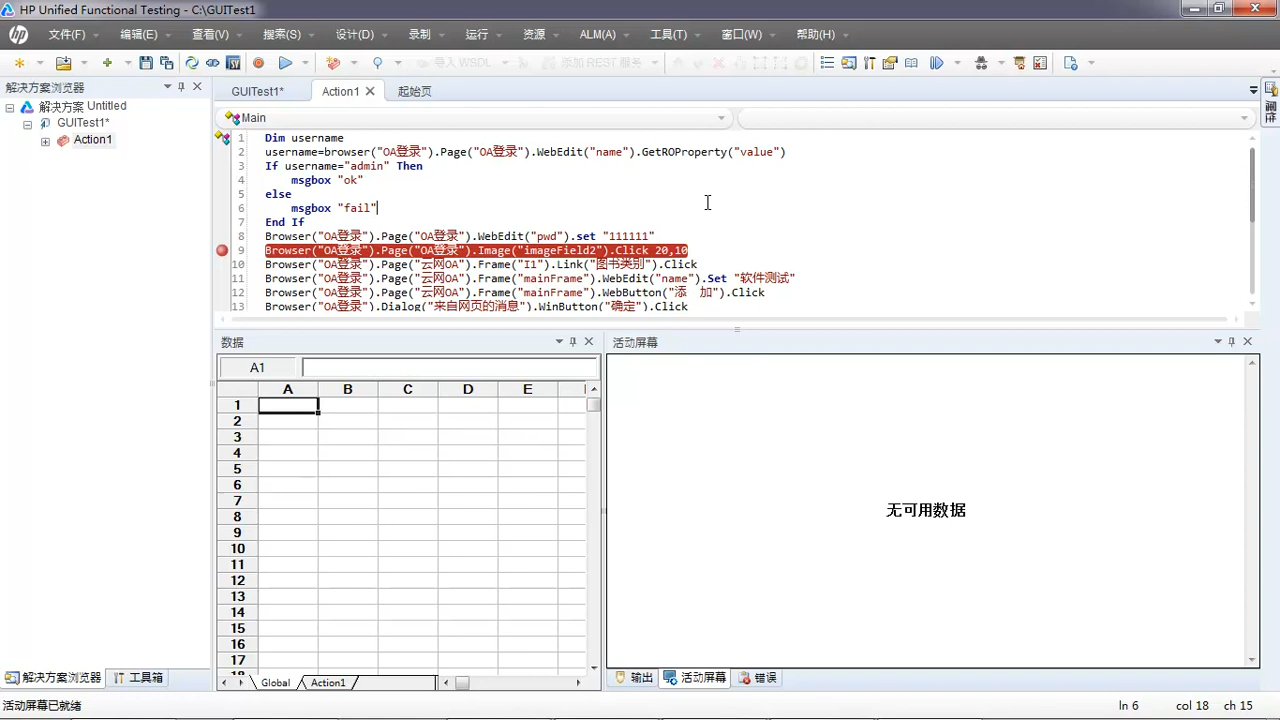 HP Unified Functional Testing - C:\GUITest1
文件(F) 编辑(E) 查看(V) 搜索(S) 设计(D) 录制 运行 资源 ALM(A) 工具(T) 窗口(W) 帮助(H)
导入 WSDL 添加 REST 服务
解决方案浏览器
GUITest1* Action1 起始页
解决方案 Untitled
GUITest1*
Action1
Main
属性
1 Dim username
2 username=browser("OA登录").Page("OA登录").WebEdit("name").GetROProperty("value")
3 If username="admin" Then
4 msgbox "ok"
5 else
6 msgbox "fail"
7 End If
8 Browser("OA登录").Page("OA登录").WebEdit("pwd").set "111111"
9 Browser("OA登录").Page("OA登录").Image("imageField2").Click 20,10
10 Browser("OA登录").Page("云网OA").Frame("I1").Link("图书类别").Click
11 Browser("OA登录").Page("云网OA").Frame("mainFrame").WebEdit("name").Set "软件测试"
12 Browser("OA登录").Page("云网OA").Frame("mainFrame").WebButton("添 加").Click
13 Browser("OA登录").Dialog("来自网页的消息").WinButton("确定").Click
数据
A1
A B C D E
1
2
3
4
5
6
7
8
9
10
11
12
13
14
15
16
17
18
Global Action1
活动屏幕
无可用数据
解决方案浏览器 工具箱
输出 活动屏幕 错误
活动屏幕已就绪
ln 6 col 18 ch 15